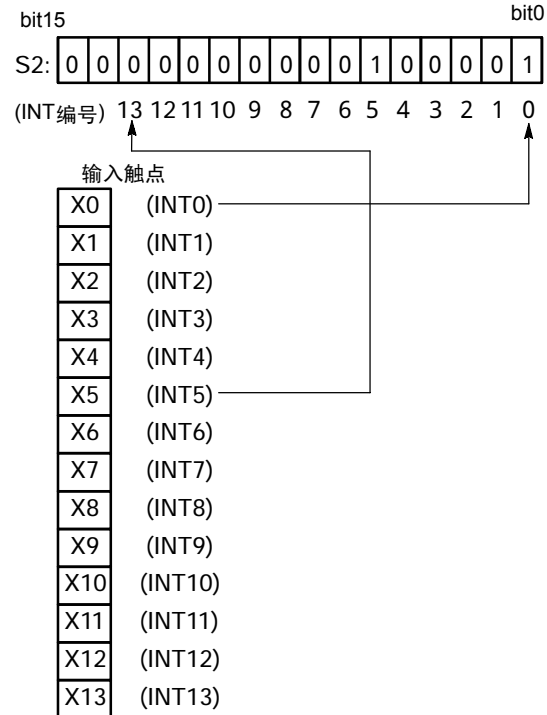 bit15 bit0
S2: 0 0 0 0 0 0 0 0 0 0 1 0 0 0 0 1
(INT编号) 13 12 11 10 9 8 7 6 5 4 3 2 1 0
输入触点
X0 (INT0)
X1 (INT1)
X2 (INT2)
X3 (INT3)
X4 (INT4)
X5 (INT5)
X6 (INT6)
X7 (INT7)
X8 (INT8)
X9 (INT9)
X10 (INT10)
X11 (INT11)
X12 (INT12)
X13 (INT13)